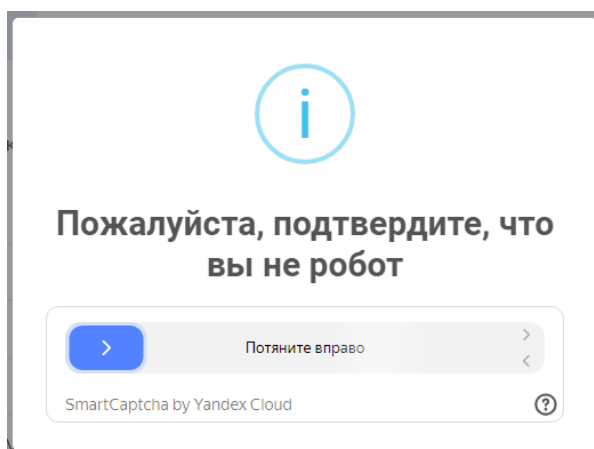 Пожалуйста, подтвердите, что
вы не робот
Потяните вправо
SmartCaptcha by Yandex Cloud